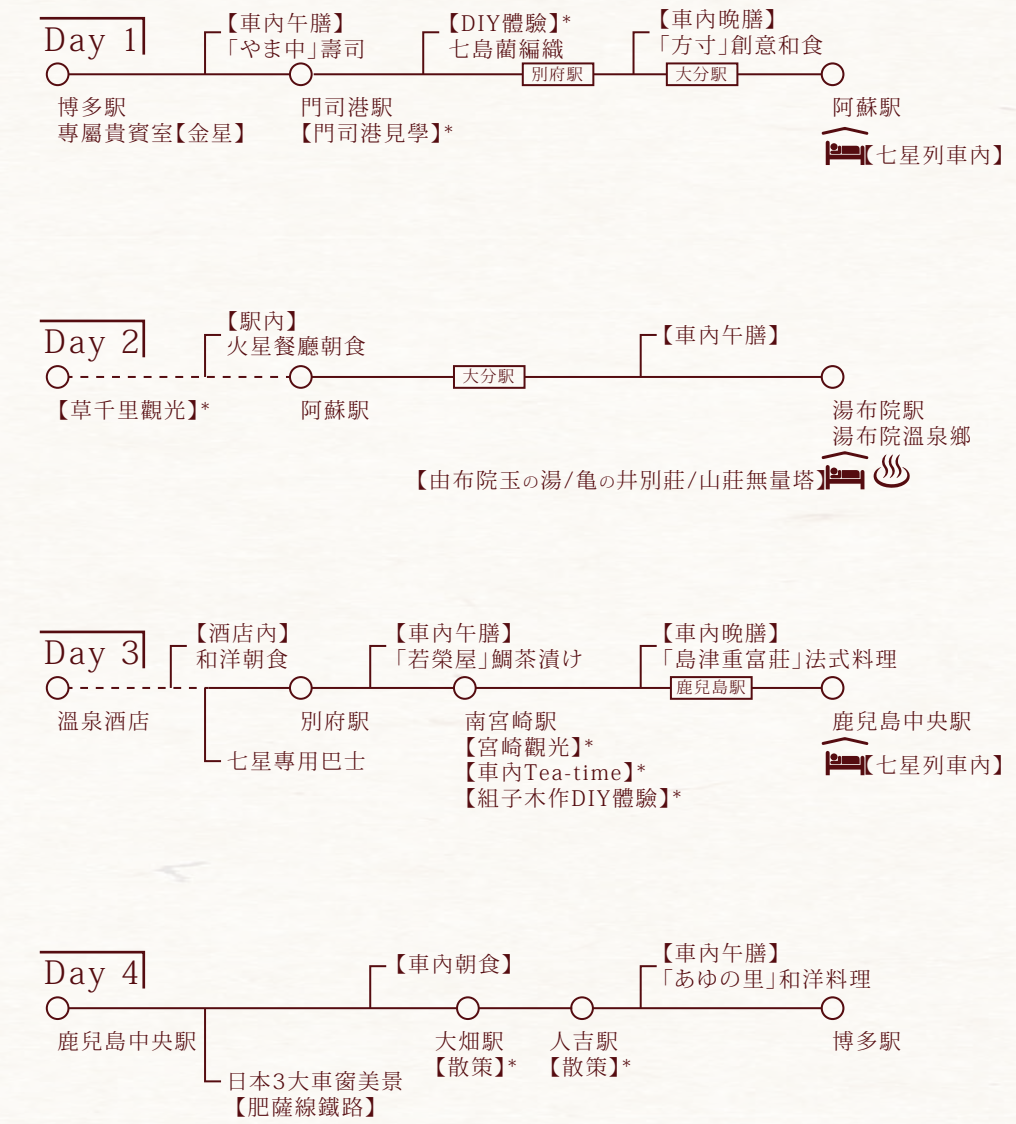 Day 1
【車內午膳】
「やま中」壽司
【DIY體驗】*
七島藺編織
【車內晚膳】
「方寸」創意和食
別府駅
大分駅
博多駅
專屬貴賓室【金星】
門司港駅
【門司港見學】*
阿蘇駅
【七星列車內】
Day 2
【駅內】
火星餐廳朝食
【車內午膳】
大分駅
【草千里觀光】*
阿蘇駅
湯布院駅
湯布院溫泉鄉
【由布院玉の湯/亀の井別莊/山莊無量塔】
Day 3
【酒店內】
和洋朝食
【車內午膳】
「若榮屋」鯛茶漬け
【車內晚膳】
「島津重富莊」法式料理
鹿兒島駅
溫泉酒店
別府駅
南宮崎駅
【宮崎觀光】*
【車內Tea-time】*
【組子木作DIY體驗】*
鹿兒島中央駅
【七星列車內】
七星專用巴士
Day 4
【車內朝食】
【車內午膳】
「あゆの里」和洋料理
鹿兒島中央駅
大畑駅
【散策】*
人吉駅
【散策】*
博多駅
日本3大車窗美景
【肥薩線鐵路】